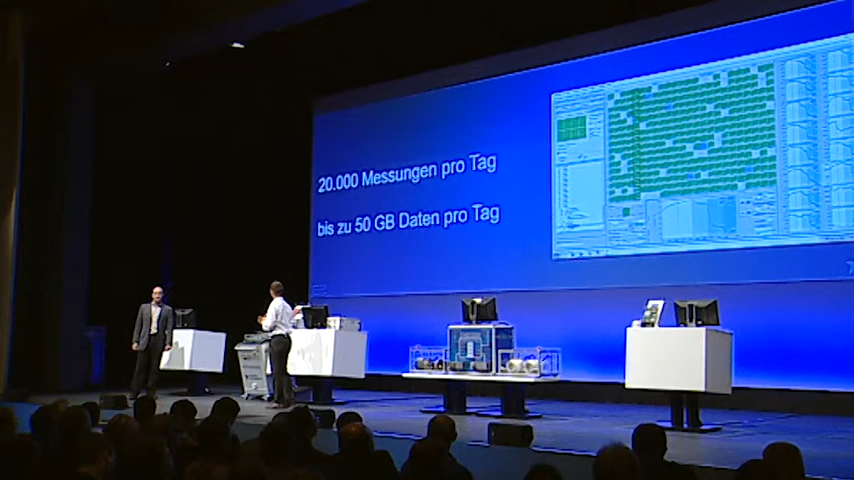 20.000 Messungen pro Tag
bis zu 50 GB Daten pro Tag